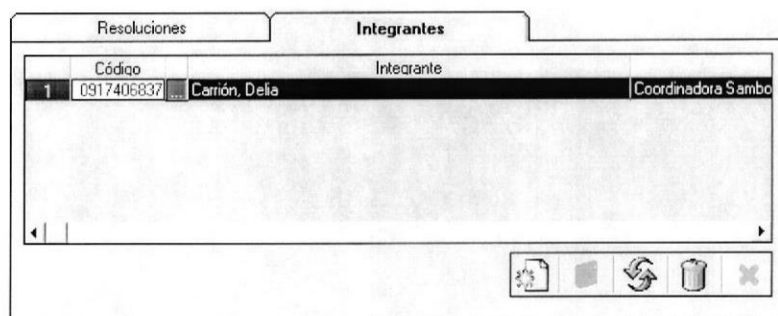 Resoluciones Integrantes
Código Integrante
1 0917406837 ... Carrión, Delia Coordinadora Sambo